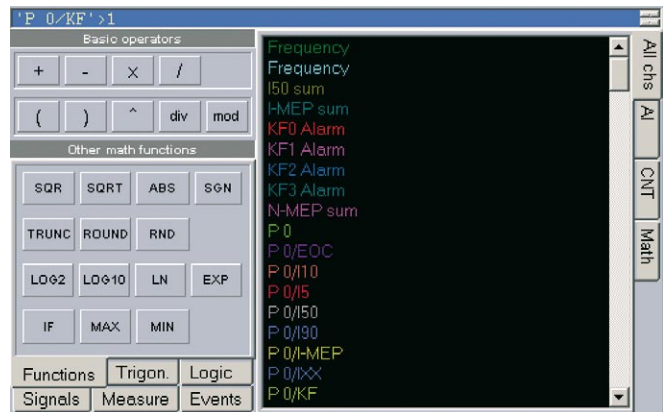 'P 0/KF'>1
Basic operators
+ - x /
( ) ^ div mod
Other math functions
SQR SQRT ABS SGN
TRUNC ROUND RND
LOG2 LOG10 LN EXP
IF MAX MIN
Functions Trigon. Logic
Signals Measure Events
Frequency
Frequency
I50 sum
I-MEP sum
KF0 Alarm
KF1 Alarm
KF2 Alarm
KF3 Alarm
N-MEP sum
P 0
P 0/EOC
P 0/I10
P 0/I5
P 0/I50
P 0/I90
P 0/I-MEP
P 0/IXX
P 0/KF
All chs
AI
CNT
Math